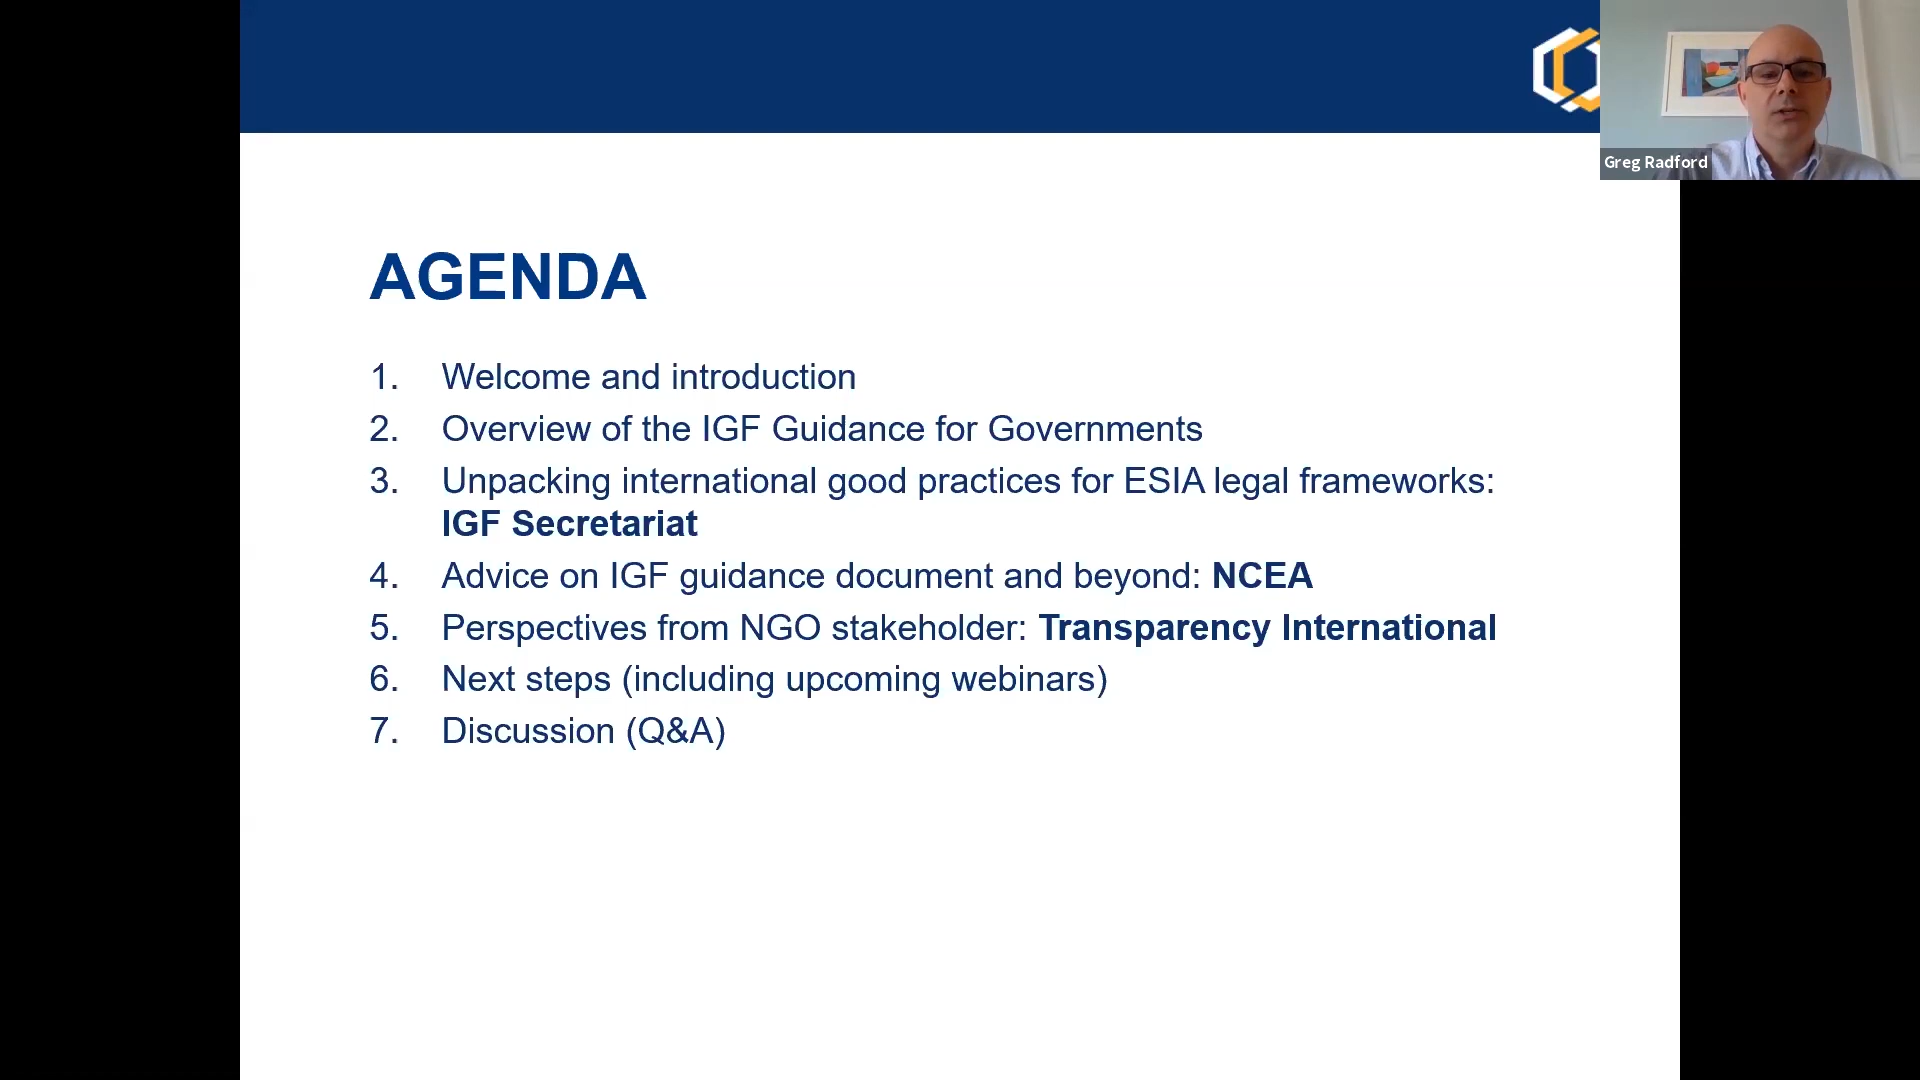 Greg Radford
AGENDA
1. Welcome and introduction
2. Overview of the IGF Guidance for Governments
3. Unpacking international good practices for ESIA legal frameworks:
IGF Secretariat
4. Advice on IGF guidance document and beyond: NCEA
5. Perspectives from NGO stakeholder: Transparency International
6. Next steps (including upcoming webinars)
7. Discussion (Q&A)